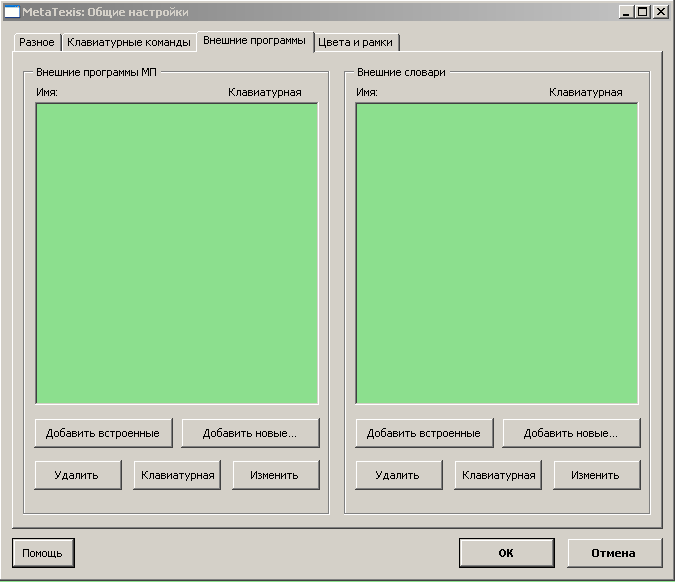 MetaTexis: Общие настройки
Разное Клавиатурные команды Внешние программы Цвета и рамки
Внешние программы МП
Имя: Клавиатурная
Добавить встроенные Добавить новые...
Удалить Клавиатурная Изменить
Внешние словари
Имя: Клавиатурная
Добавить встроенные Добавить новые...
Удалить Клавиатурная Изменить
Помощь OK Отмена